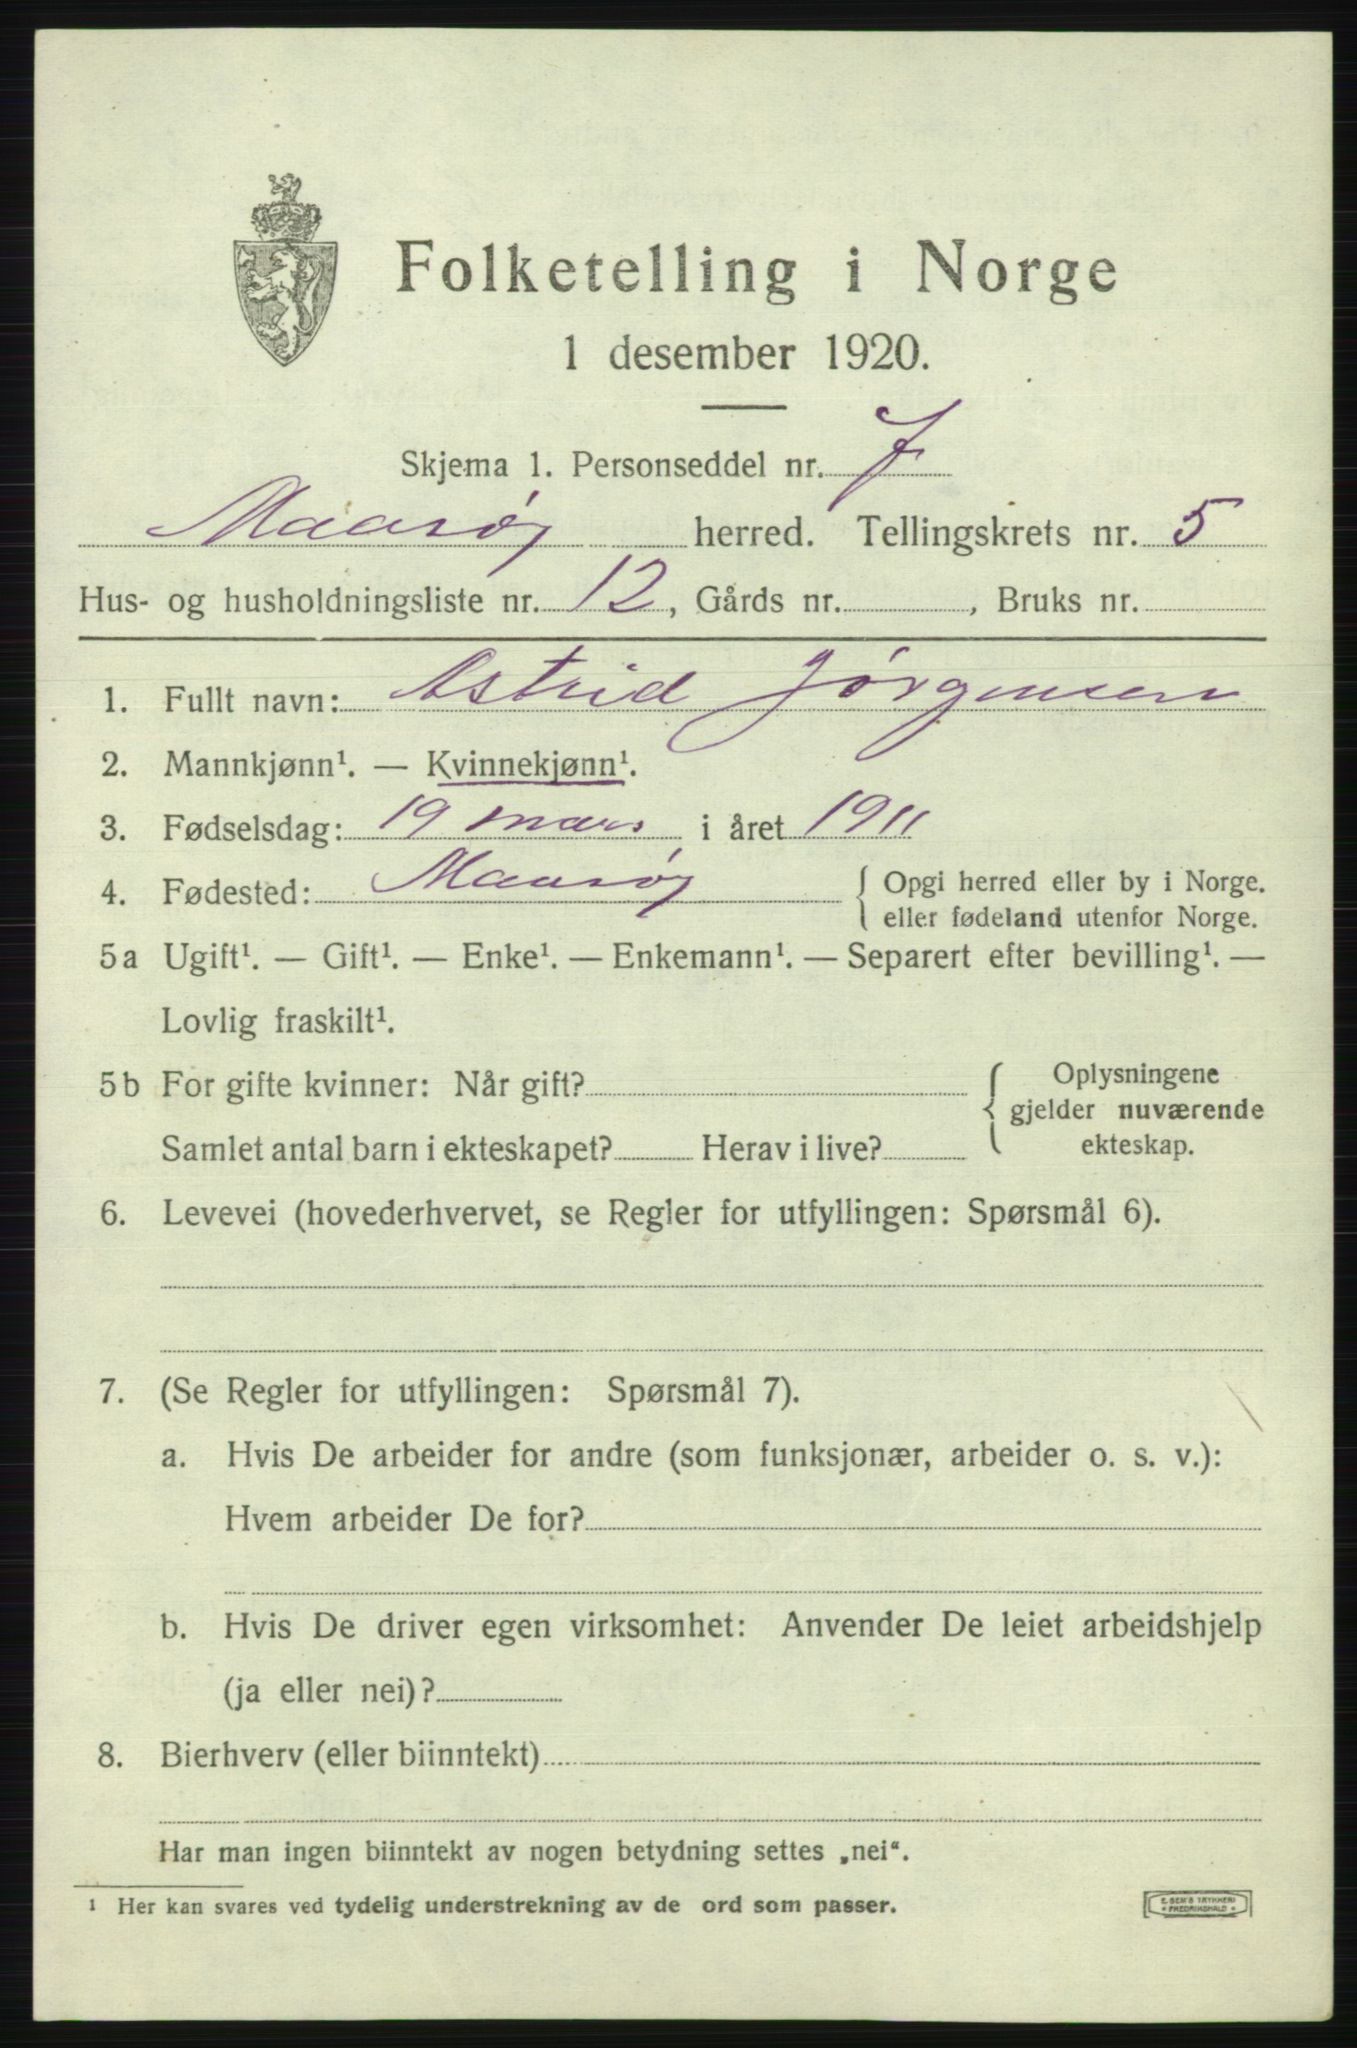 Folketelling i Norge
1 desember 1920.
Skjema 1. Personseddel nr. 7
Maasøy herred. Tellingskrets nr. 5
Hus- og husholdningsliste nr. 12, Gårds nr. , Bruks nr.
1. Fullt navn: Astrid Jørgensen
2. Mannkjønn¹. — Kvinnekjønn¹.
3. Fødselsdag: 19 mars i året 1911
4. Fødested: Maasøy { Opgi herred eller by i Norge.
eller fødeland utenfor Norge.
5a Ugift¹. — Gift¹. — Enke¹. — Enkemann¹. — Separert efter bevilling¹. —
Lovlig fraskilt¹.
5b For gifte kvinner: Når gift? { Oplysningene
gjelder nuværende
Samlet antal barn i ekteskapet? Herav i live? ekteskap.
6. Levevei (hovederhvervet, se Regler for utfyllingen: Spørsmål 6).
7. (Se Regler for utfyllingen: Spørsmål 7).
a. Hvis De arbeider for andre (som funksjonær, arbeider o. s. v.):
Hvem arbeider De for?
b. Hvis De driver egen virksomhet: Anvender De leiet arbeidshjelp
(ja eller nei)?
8. Bierhverv (eller biinntekt)
Har man ingen biinntekt av nogen betydning settes „nei“.
¹ Her kan svares ved tydelig understrekning av de ord som passer.
E. SEM'S TRYKKERI
FREDRIKSHALD